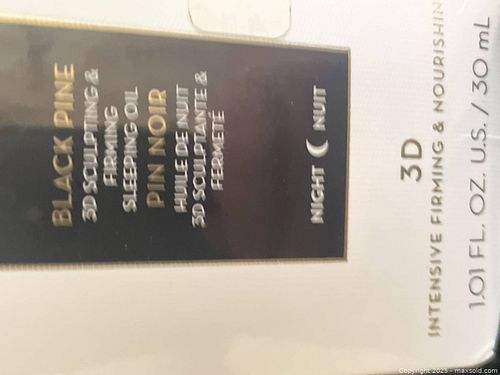 BLACK PINE
3D SCULPTING &
FIRMING
SLEEPING OIL
PIN NOIR
HUILE DE NUIT
3D SCULPTANTE &
FERMETÉ
NIGHT NUIT
3D
INTENSIVE FIRMING & NOURISHIN
1.01 FL. OZ. U.S. / 30 mL
Copyright 2025 - maxsold.com